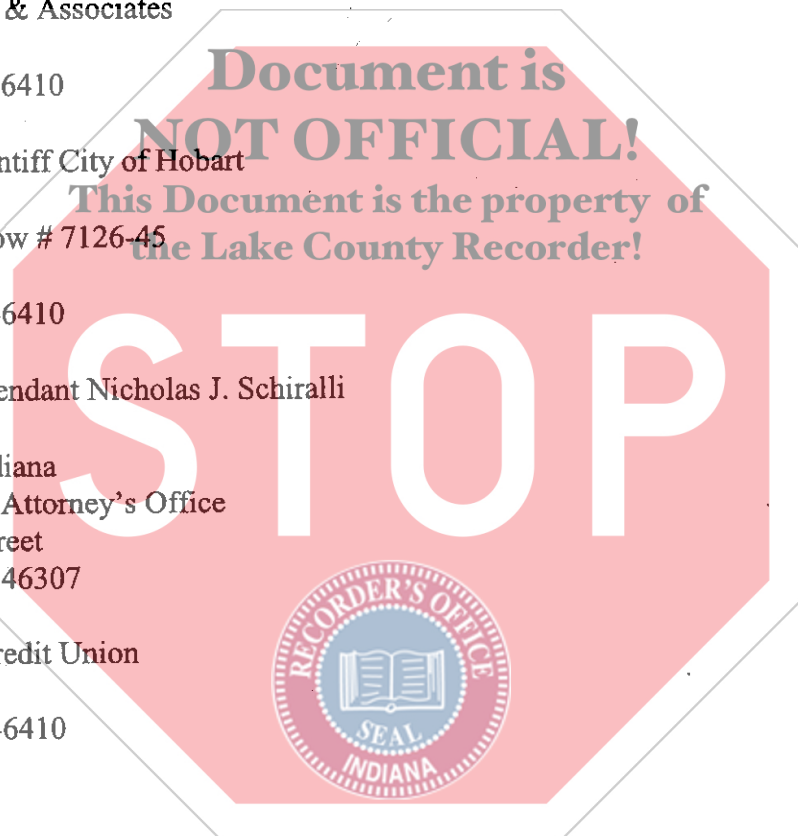 & Associates
Document is
6410
NOT OFFICIAL!
ntiff City of Hobart
This Document is the property of
ow # 7126-45
the Lake County Recorder!
6410
STOP
endant Nicholas J. Schiralli
diana
Attorney's Office
reet
46307
RECORDER'S OFFICE
redit Union
SEAL
-6410
INDIANA